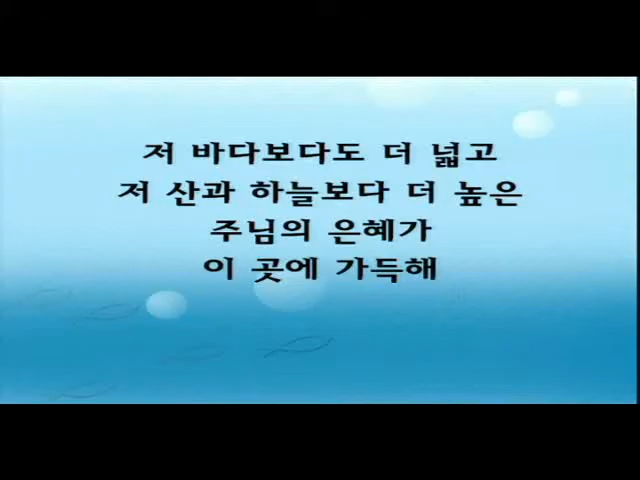 저 바다보다도 더 넓고
저 산과 하늘보다 더 높은
주님의 은혜가
이 곳에 가득해